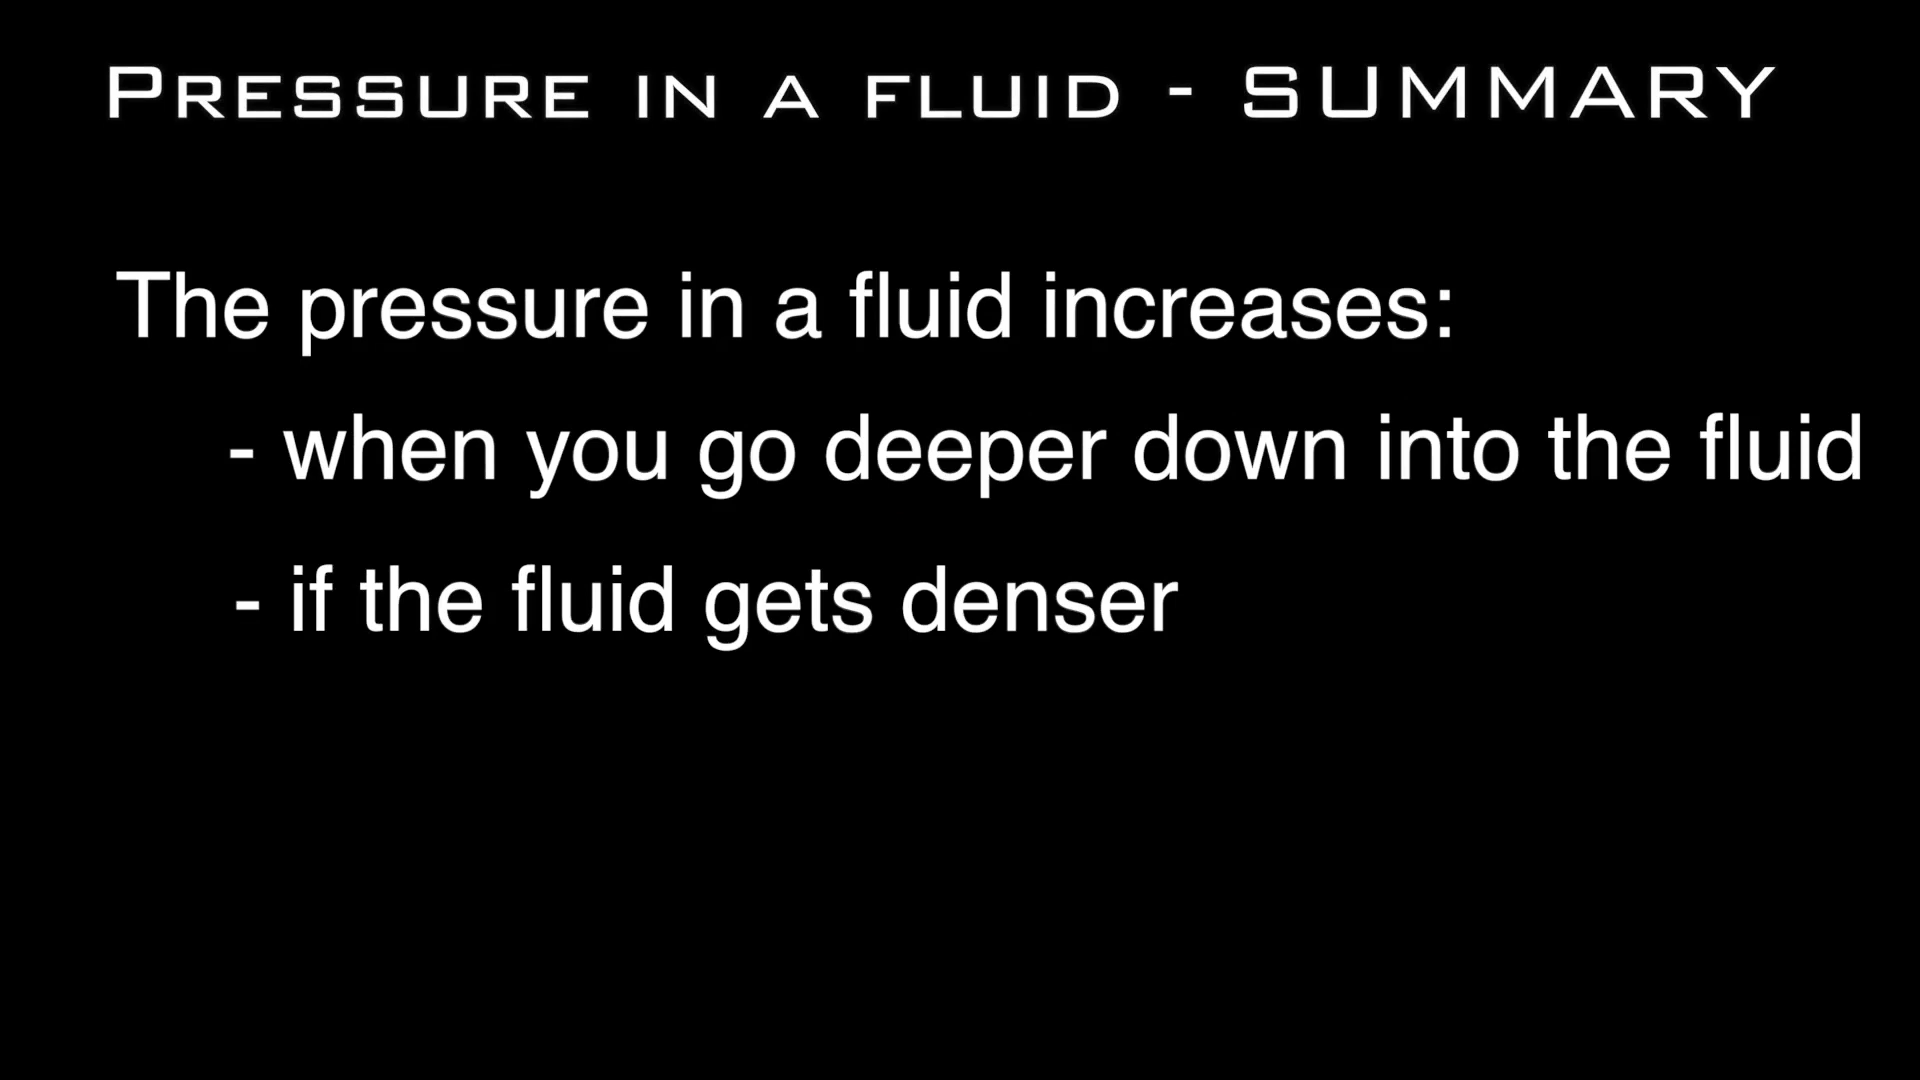 Pressure in a fluid - SUMMARY
The pressure in a fluid increases:
- when you go deeper down into the fluid
- if the fluid gets denser